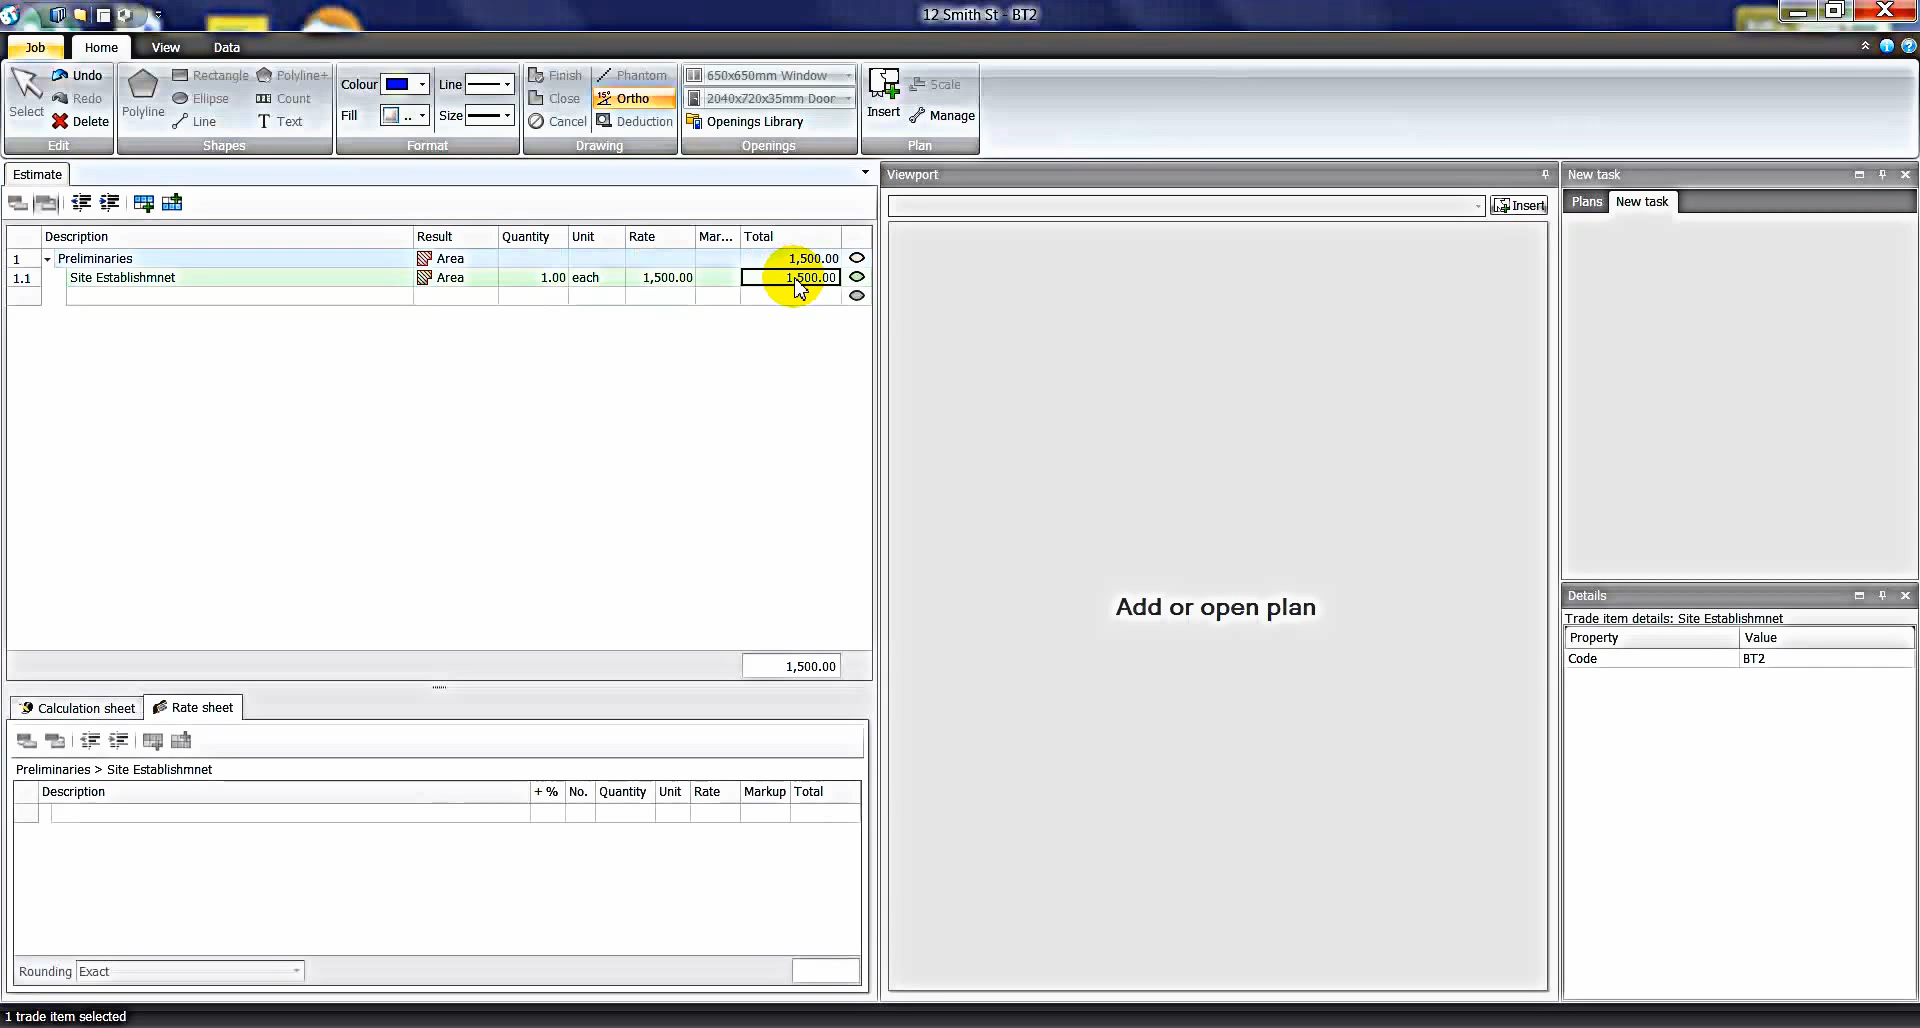 12 Smith St - BT2
Job Home View Data
Select
Undo
Redo
Delete
Edit
Polyline
Rectangle Polyline+
Ellipse Count
Line Text
Shapes
Colour Line
Fill .. Size
Format
Finish Phantom
Close 15° Ortho
Cancel Deduction
Drawing
650x650mm Window
2040x720x35mm Door
Openings Library
Openings
Insert
Scale
Manage
Plan
Estimate
Description Result Quantity Unit Rate Mar... Total
1 Preliminaries Area 1,500.00
1.1 Site Establishmnet Area 1.00 each 1,500.00 1,500.00
1,500.00
Calculation sheet Rate sheet
Preliminaries > Site Establishmnet
Description + % No. Quantity Unit Rate Markup Total
Rounding Exact
1 trade item selected
Viewport
Insert
Add or open plan
New task
Plans New task
Details
Trade item details: Site Establishmnet
Property Value
Code BT2